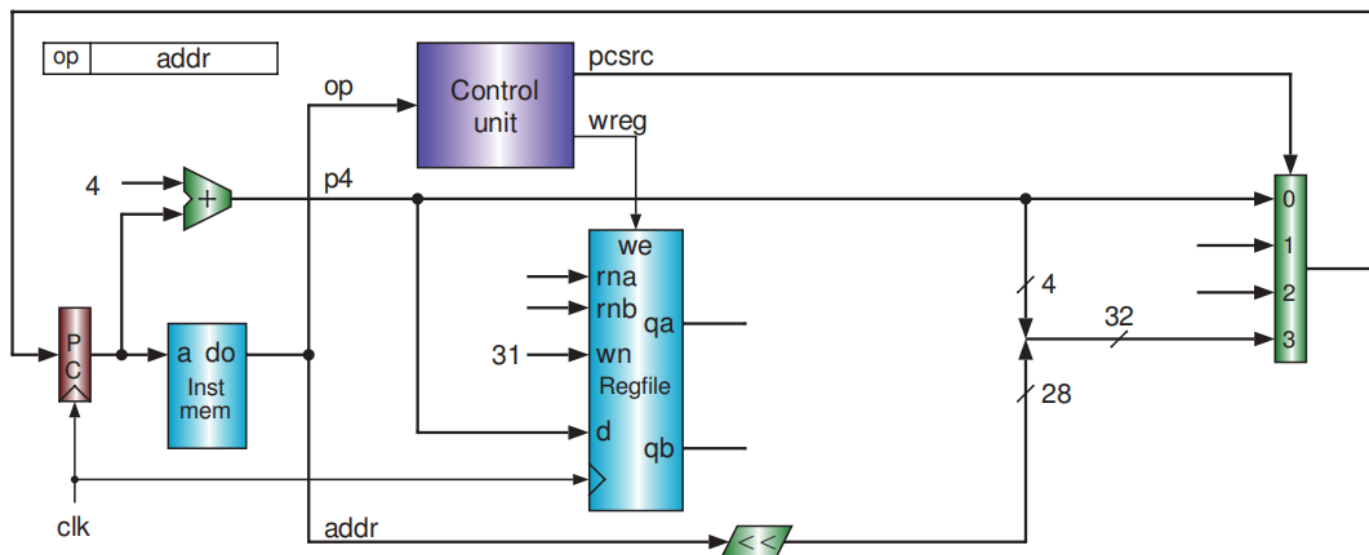 op addr
op
Control
unit
pcsrc
wreg
4
+
p4
0
1
2
3
we
rna
rnb
wn
Regfile
d
qa
qb
31
4
32
28
P
C
a do
Inst
mem
clk
addr
<<